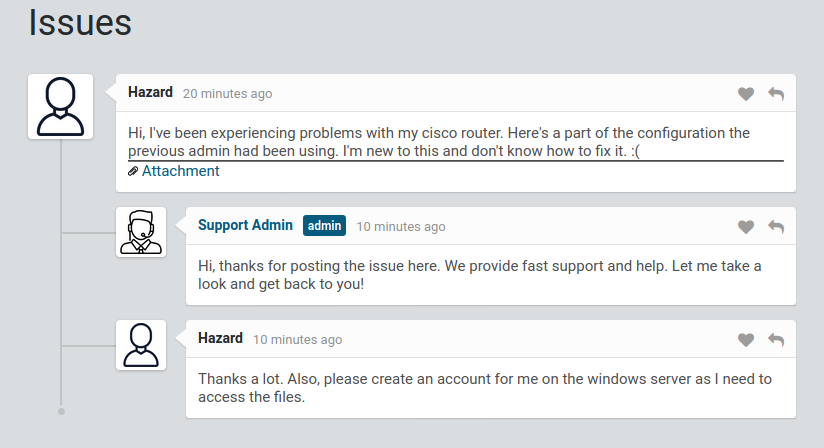 Issues
Hazard 20 minutes ago
Hi, I've been experiencing problems with my cisco router. Here's a part of the configuration the
previous admin had been using. I'm new to this and don't know how to fix it. :(
Attachment
Support Admin admin 10 minutes ago
Hi, thanks for posting the issue here. We provide fast support and help. Let me take a
look and get back to you!
Hazard 10 minutes ago
Thanks a lot. Also, please create an account for me on the windows server as I need to
access the files.